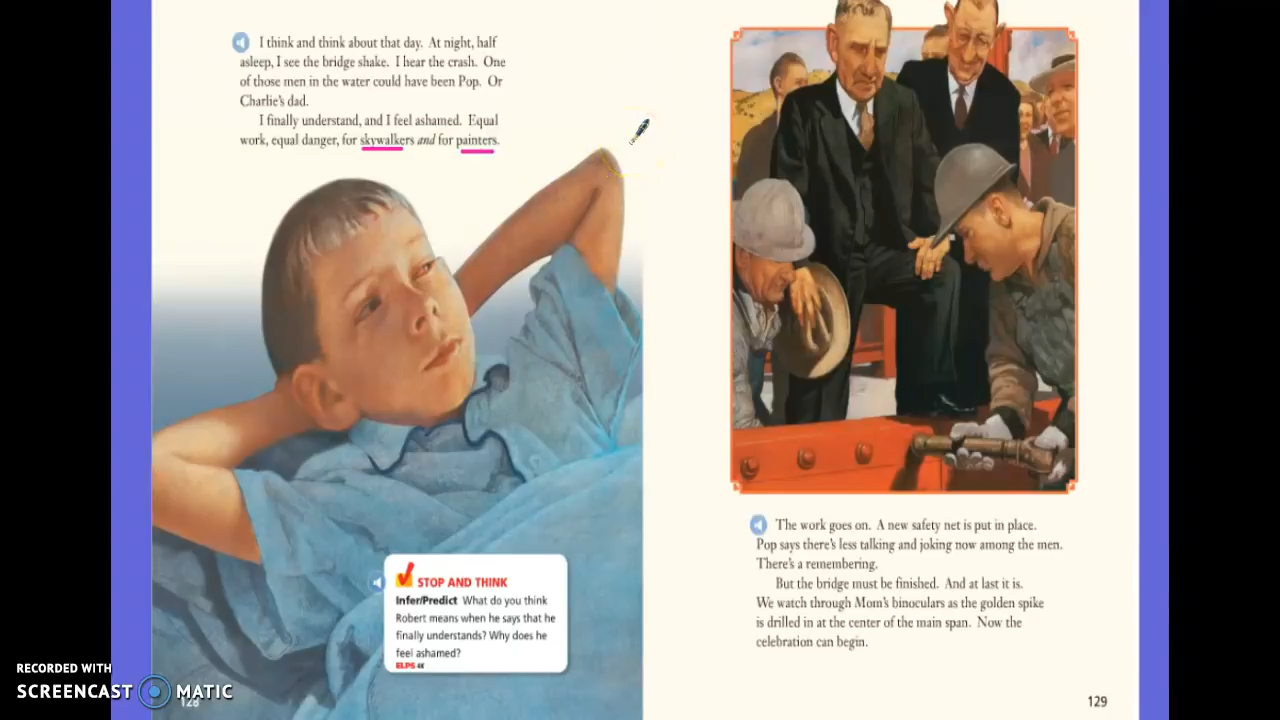 I think and think about that day. At night, half
asleep, I see the bridge shake. I hear the crash. One
of those men in the water could have been Pop. Or
Charlie's dad.
I finally understand, and I feel ashamed. Equal
work, equal danger, for skywalkers and for painters.
STOP AND THINK
Infer/Predict What do you think
Robert means when he says that he
finally understands? Why does he
feel ashamed?
ELPS 4K
128
The work goes on. A new safety net is put in place.
Pop says there's less talking and joking now among the men.
There's a remembering.
But the bridge must be finished. And at last it is.
We watch through Mom's binoculars as the golden spike
is drilled in at the center of the main span. Now the
celebration can begin.
129
RECORDED WITH
SCREENCAST MATIC